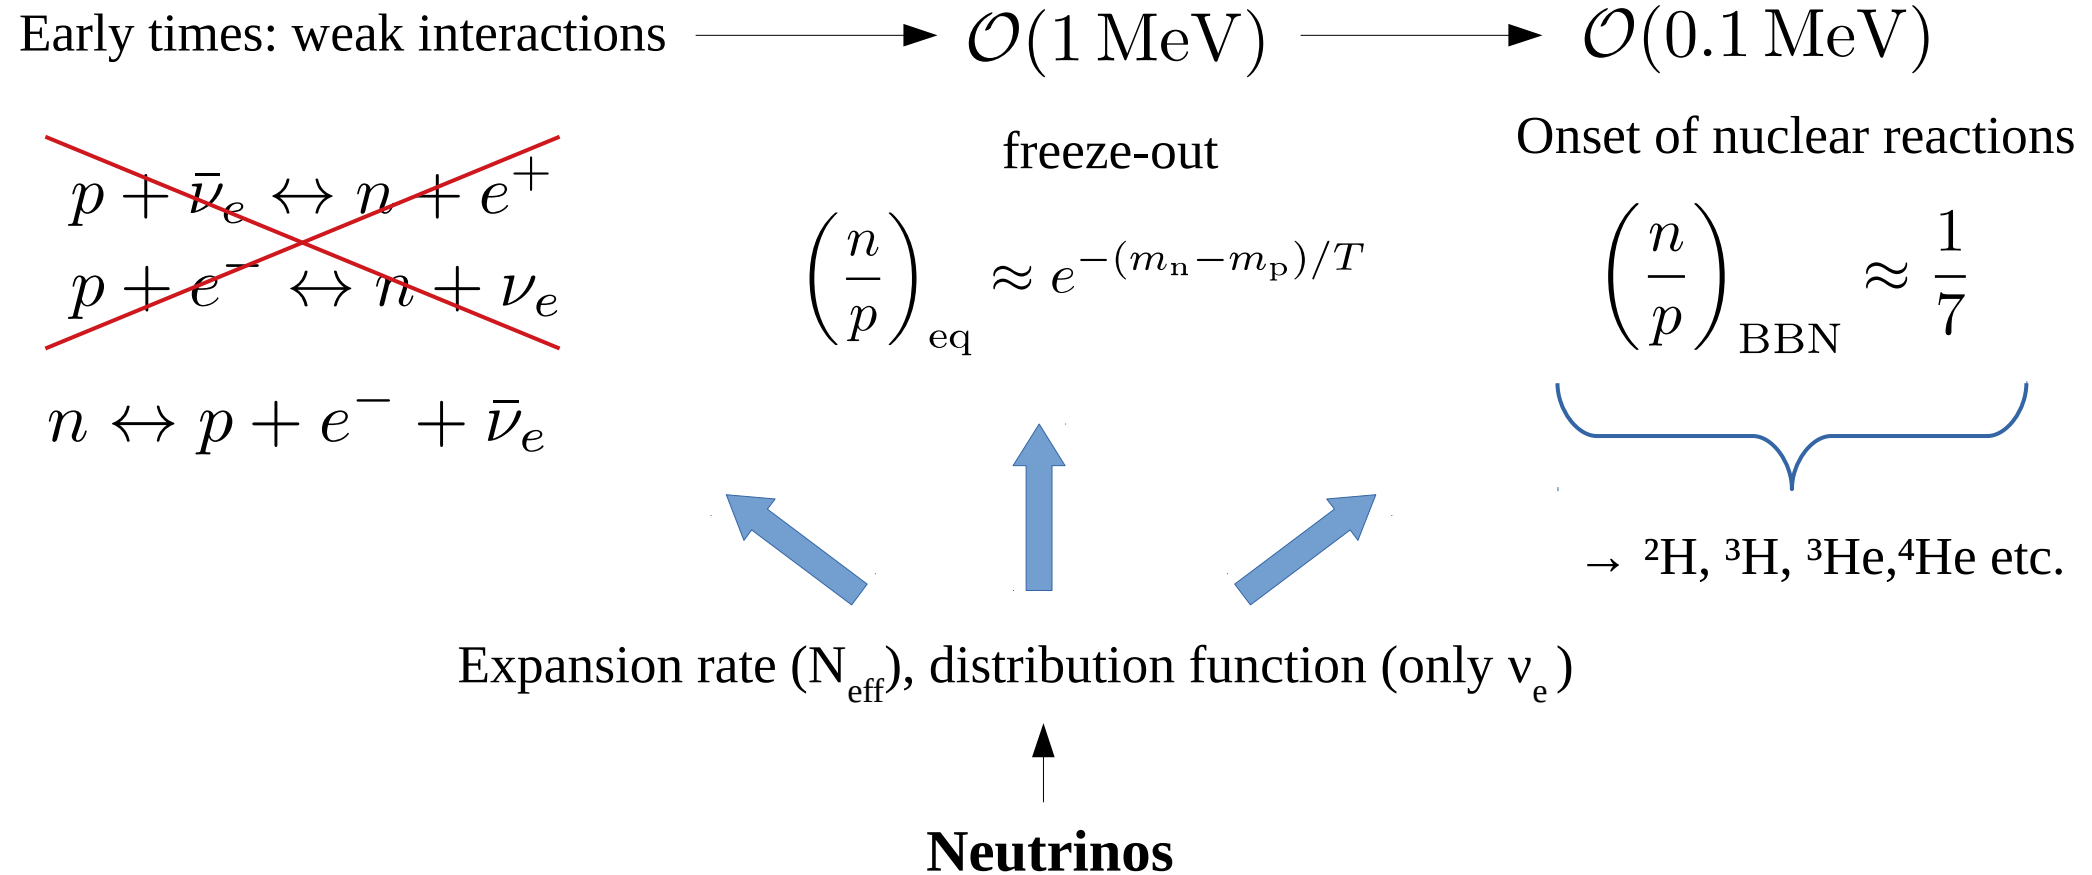 Early times: weak interactions
𝒪(1 MeV)
𝒪(0.1 MeV)
p + ν̄ₑ ↔ n + e⁺
p + e⁻ ↔ n + νₑ
n ↔ p + e⁻ + ν̄ₑ
freeze-out
(n/p)_eq ≈ e^{−(m_n−m_p)/T}
Onset of nuclear reactions
(n/p)_BBN ≈ 1/7
→ ²H, ³H, ³He,⁴He etc.
Expansion rate (N_eff), distribution function (only νₑ)
Neutrinos